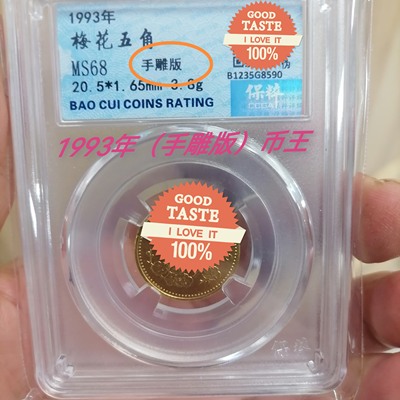 1993年
梅花五角
MS68
手雕版
20.5*1.65mm 3.8g
B1235G8590
BAO CUI COINS RATING
保粹
GOOD
TASTE
I LOVE IT
100%
1993年（手雕版）币王
GOOD
TASTE
I LOVE IT
100%